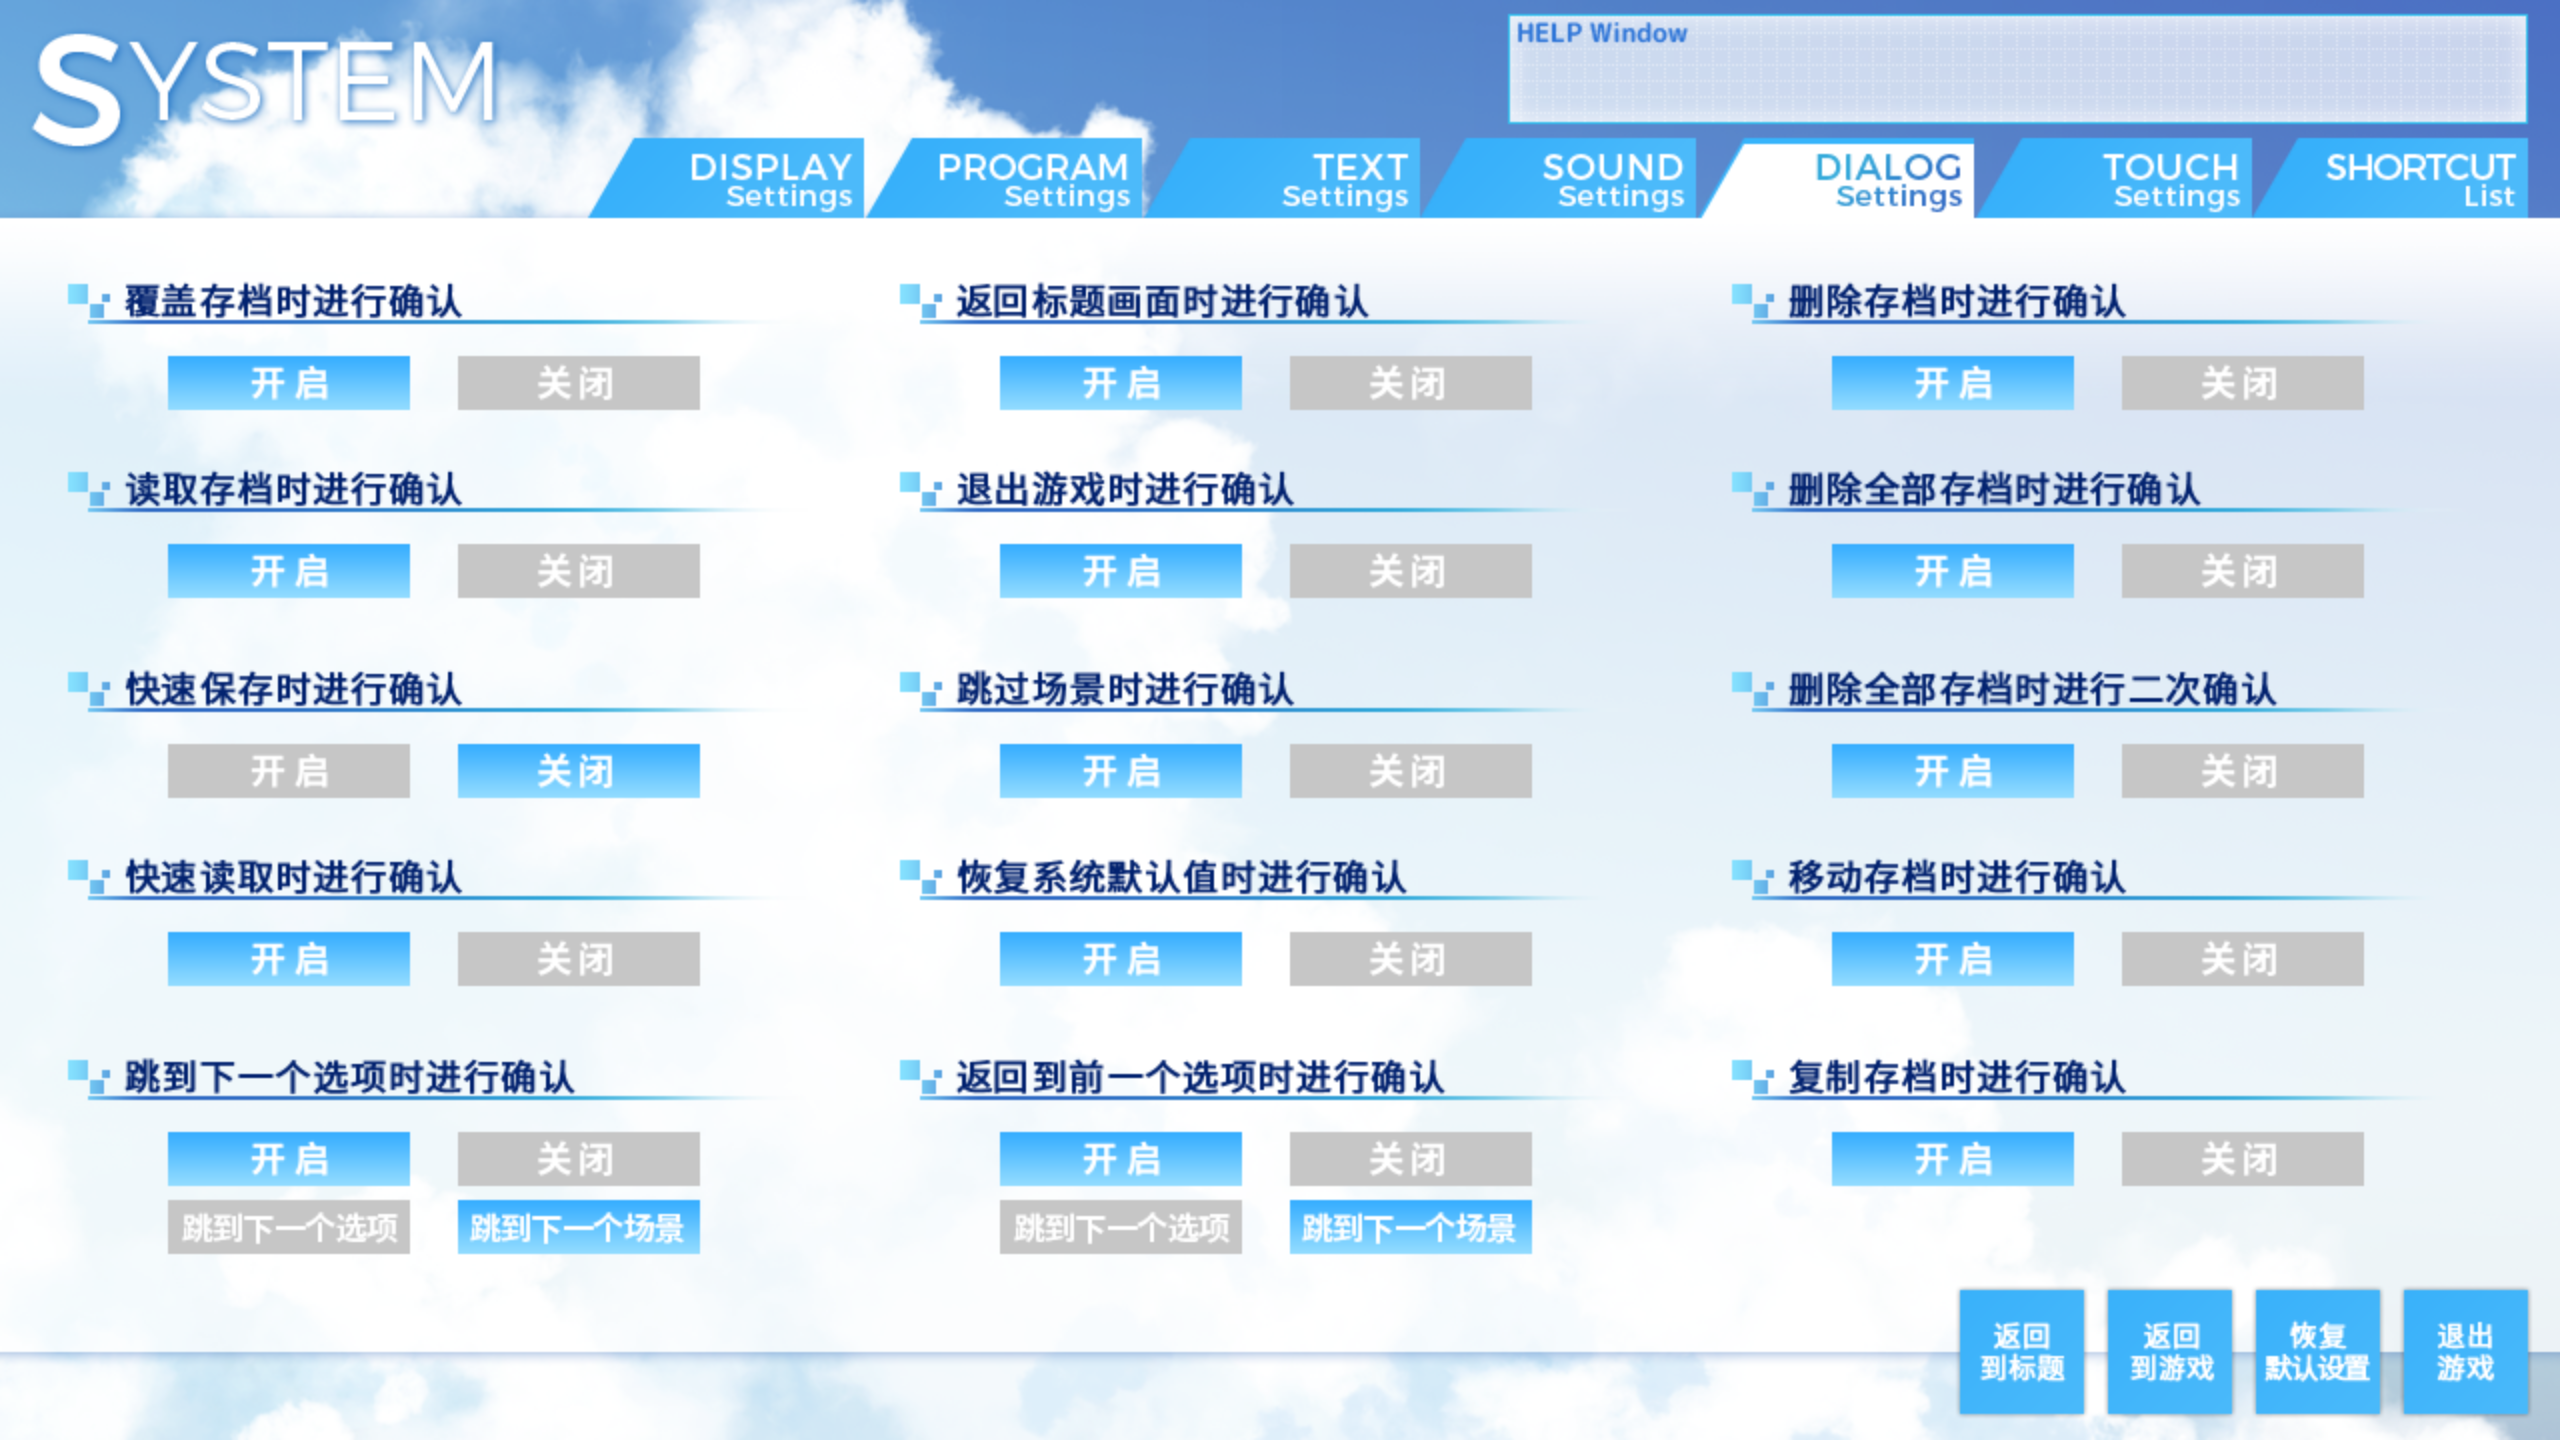 SYSTEM
HELP Window
DISPLAY
Settings
PROGRAM
Settings
TEXT
Settings
SOUND
Settings
DIALOG
Settings
TOUCH
Settings
SHORTCUT
List
覆盖存档时进行确认
开启 关闭
读取存档时进行确认
开启 关闭
快速保存时进行确认
开启 关闭
快速读取时进行确认
开启 关闭
跳到下一个选项时进行确认
开启 关闭
跳到下一个选项 跳到下一个场景
返回标题画面时进行确认
开启 关闭
退出游戏时进行确认
开启 关闭
跳过场景时进行确认
开启 关闭
恢复系统默认值时进行确认
开启 关闭
返回到前一个选项时进行确认
开启 关闭
跳到下一个选项 跳到下一个场景
删除存档时进行确认
开启 关闭
删除全部存档时进行确认
开启 关闭
删除全部存档时进行二次确认
开启 关闭
移动存档时进行确认
开启 关闭
复制存档时进行确认
开启 关闭
返回
到标题
返回
到游戏
恢复
默认设置
退出
游戏